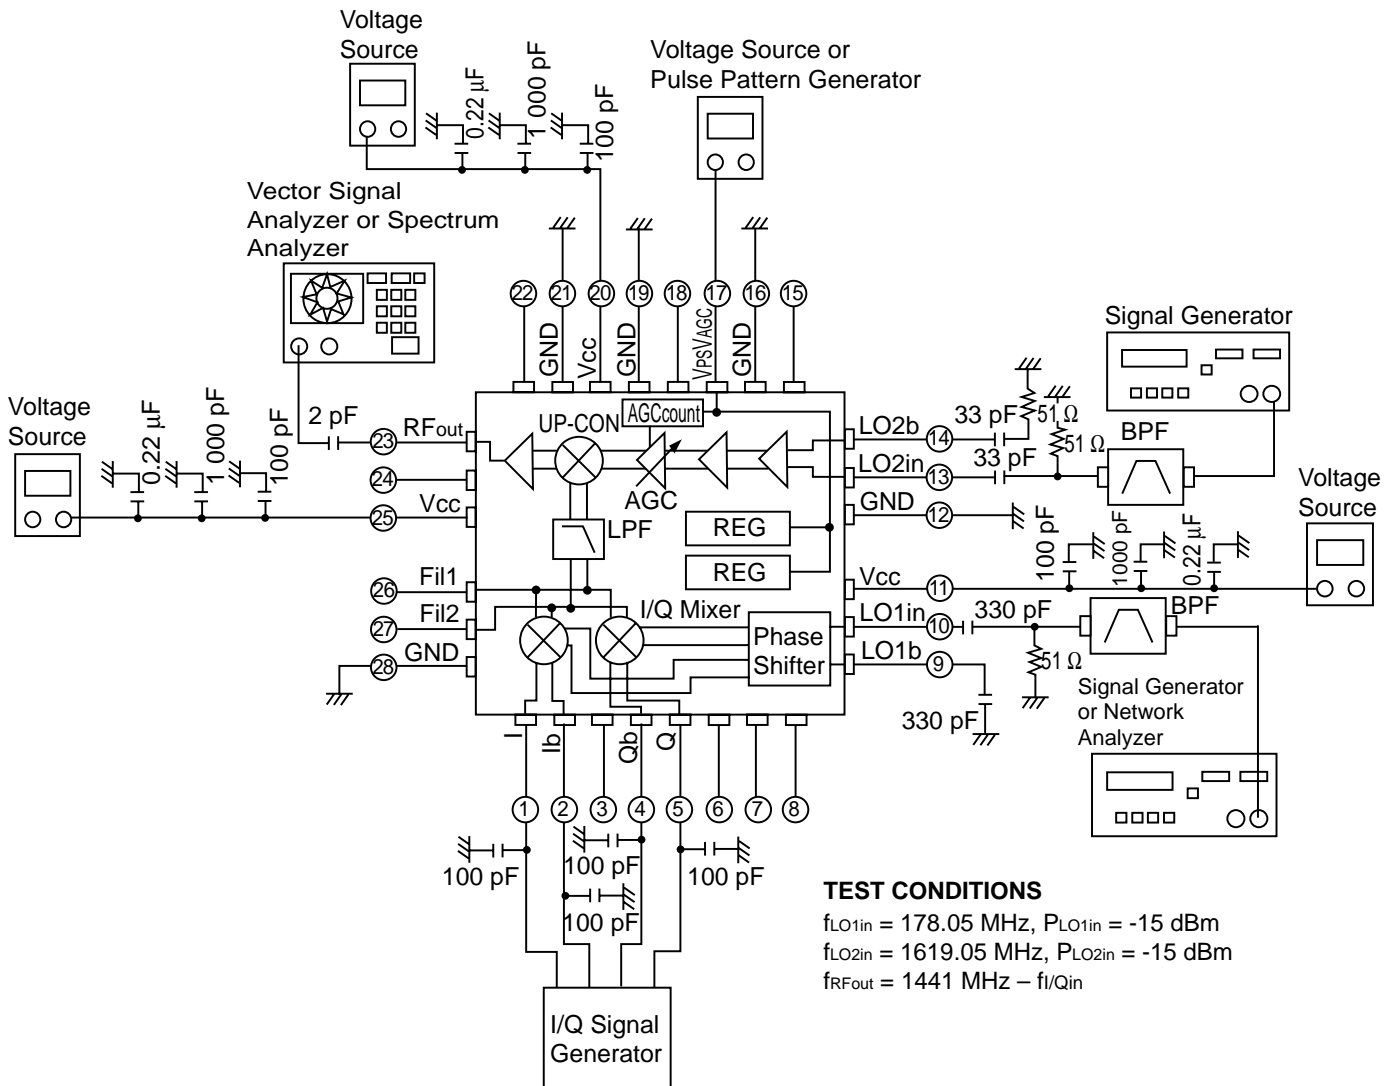 Voltage
Source
Voltage Source or
Pulse Pattern Generator
0.22 μF
1 000 pF
100 pF
Vector Signal
Analyzer or Spectrum
Analyzer
22
21
20
19
18
17
16
15
GND
Vcc
GND
VPSVAGC
GND
Signal Generator
Voltage
Source
0.22 μF
1 000 pF
100 pF
2 pF
23
RFout
UP-CON
AGCcount
AGC
LO2b
14
33 pF
51 Ω
51 Ω
BPF
LO2in
13
33 pF
24
Vcc
25
LPF
REG
REG
GND
12
Voltage
Source
100 pF
1000 pF
0.22 μF
Vcc
11
Fil1
26
Fil2
27
GND
28
I/Q Mixer
Phase
Shifter
LO1in
10
330 pF
BPF
51 Ω
LO1b
9
330 pF
Signal Generator
or Network
Analyzer
I
Ib
Qb
Q
1
2
3
4
5
6
7
8
100 pF
100 pF
100 pF
100 pF
I/Q Signal
Generator
TEST CONDITIONS
fLO1in = 178.05 MHz, PLO1in = -15 dBm
fLO2in = 1619.05 MHz, PLO2in = -15 dBm
fRFout = 1441 MHz – fI/Qin